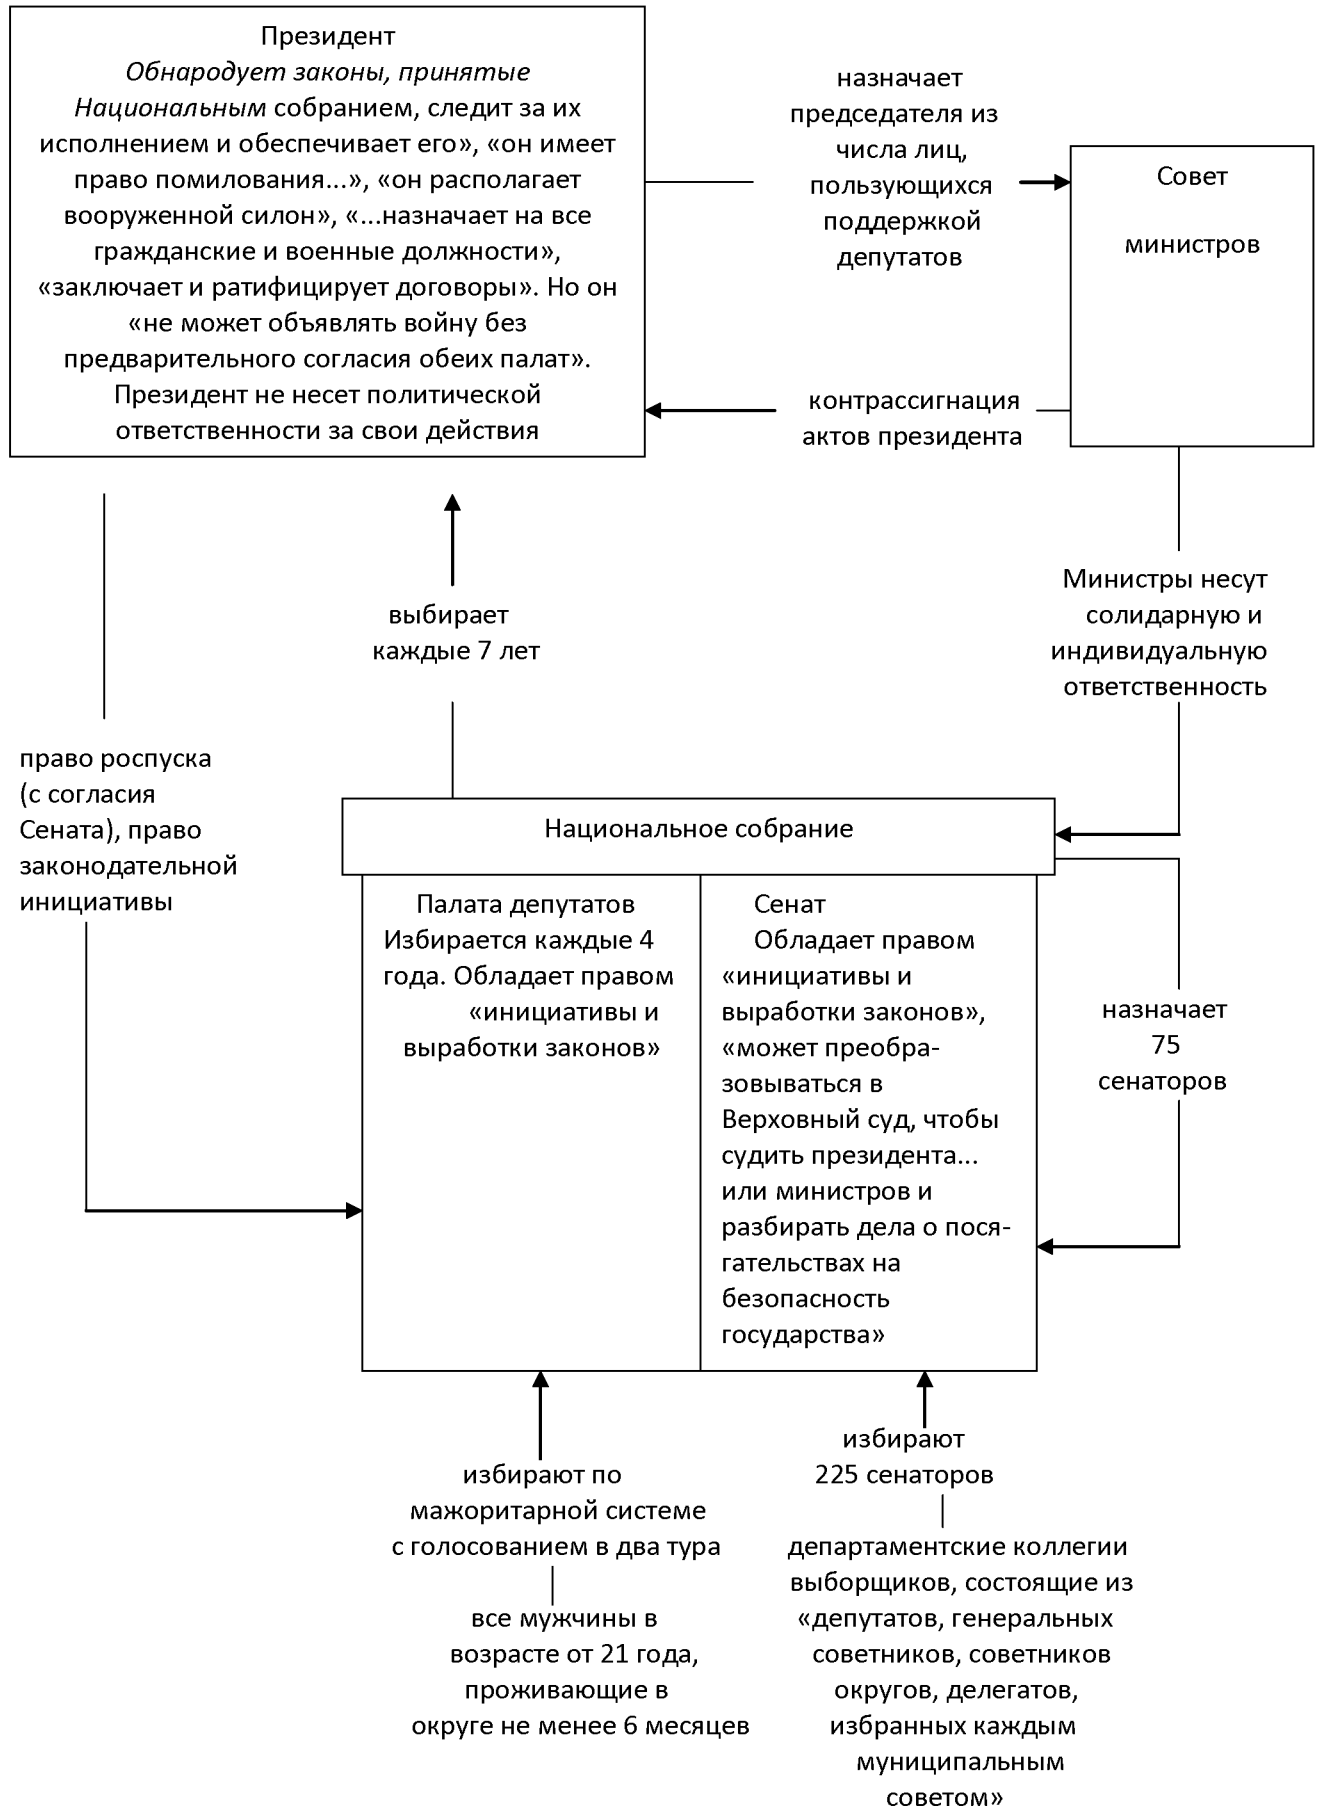 Президент
Обнародует законы, принятые
Национальным собранием, следит за их
исполнением и обеспечивает его», «он имеет
право помилования...», «он располагает
вооруженной силон», «...назначает на все
гражданские и военные должности»,
«заключает и ратифицирует договоры». Но он
«не может объявлять войну без
предварительного согласия обеих палат».
Президент не несет политической
ответственности за свои действия
назначает
председателя из
числа лиц,
пользующихся
поддержкой
депутатов
Совет
министров
контрассигнация
актов президента
Министры несут
солидарную и
индивидуальную
ответственность
выбирает
каждые 7 лет
право роспуска
(с согласия
Сената), право
законодательной
инициативы
Национальное собрание
Палата депутатов
Избирается каждые 4
года. Обладает правом
«инициативы и
выработки законов»
Сенат
Обладает правом
«инициативы и
выработки законов»,
«может преобра-
зовываться в
Верховный суд, чтобы
судить президента...
или министров и
разбирать дела о пося-
гательствах на
безопасность
государства»
назначает
75
сенаторов
избирают по
мажоритарной системе
с голосованием в два тура
все мужчины в
возрасте от 21 года,
проживающие в
округе не менее 6 месяцев
избирают
225 сенаторов
департаментские коллегии
выборщиков, состоящие из
«депутатов, генеральных
советников, советников
округов, делегатов,
избранных каждым
муниципальным
советом»